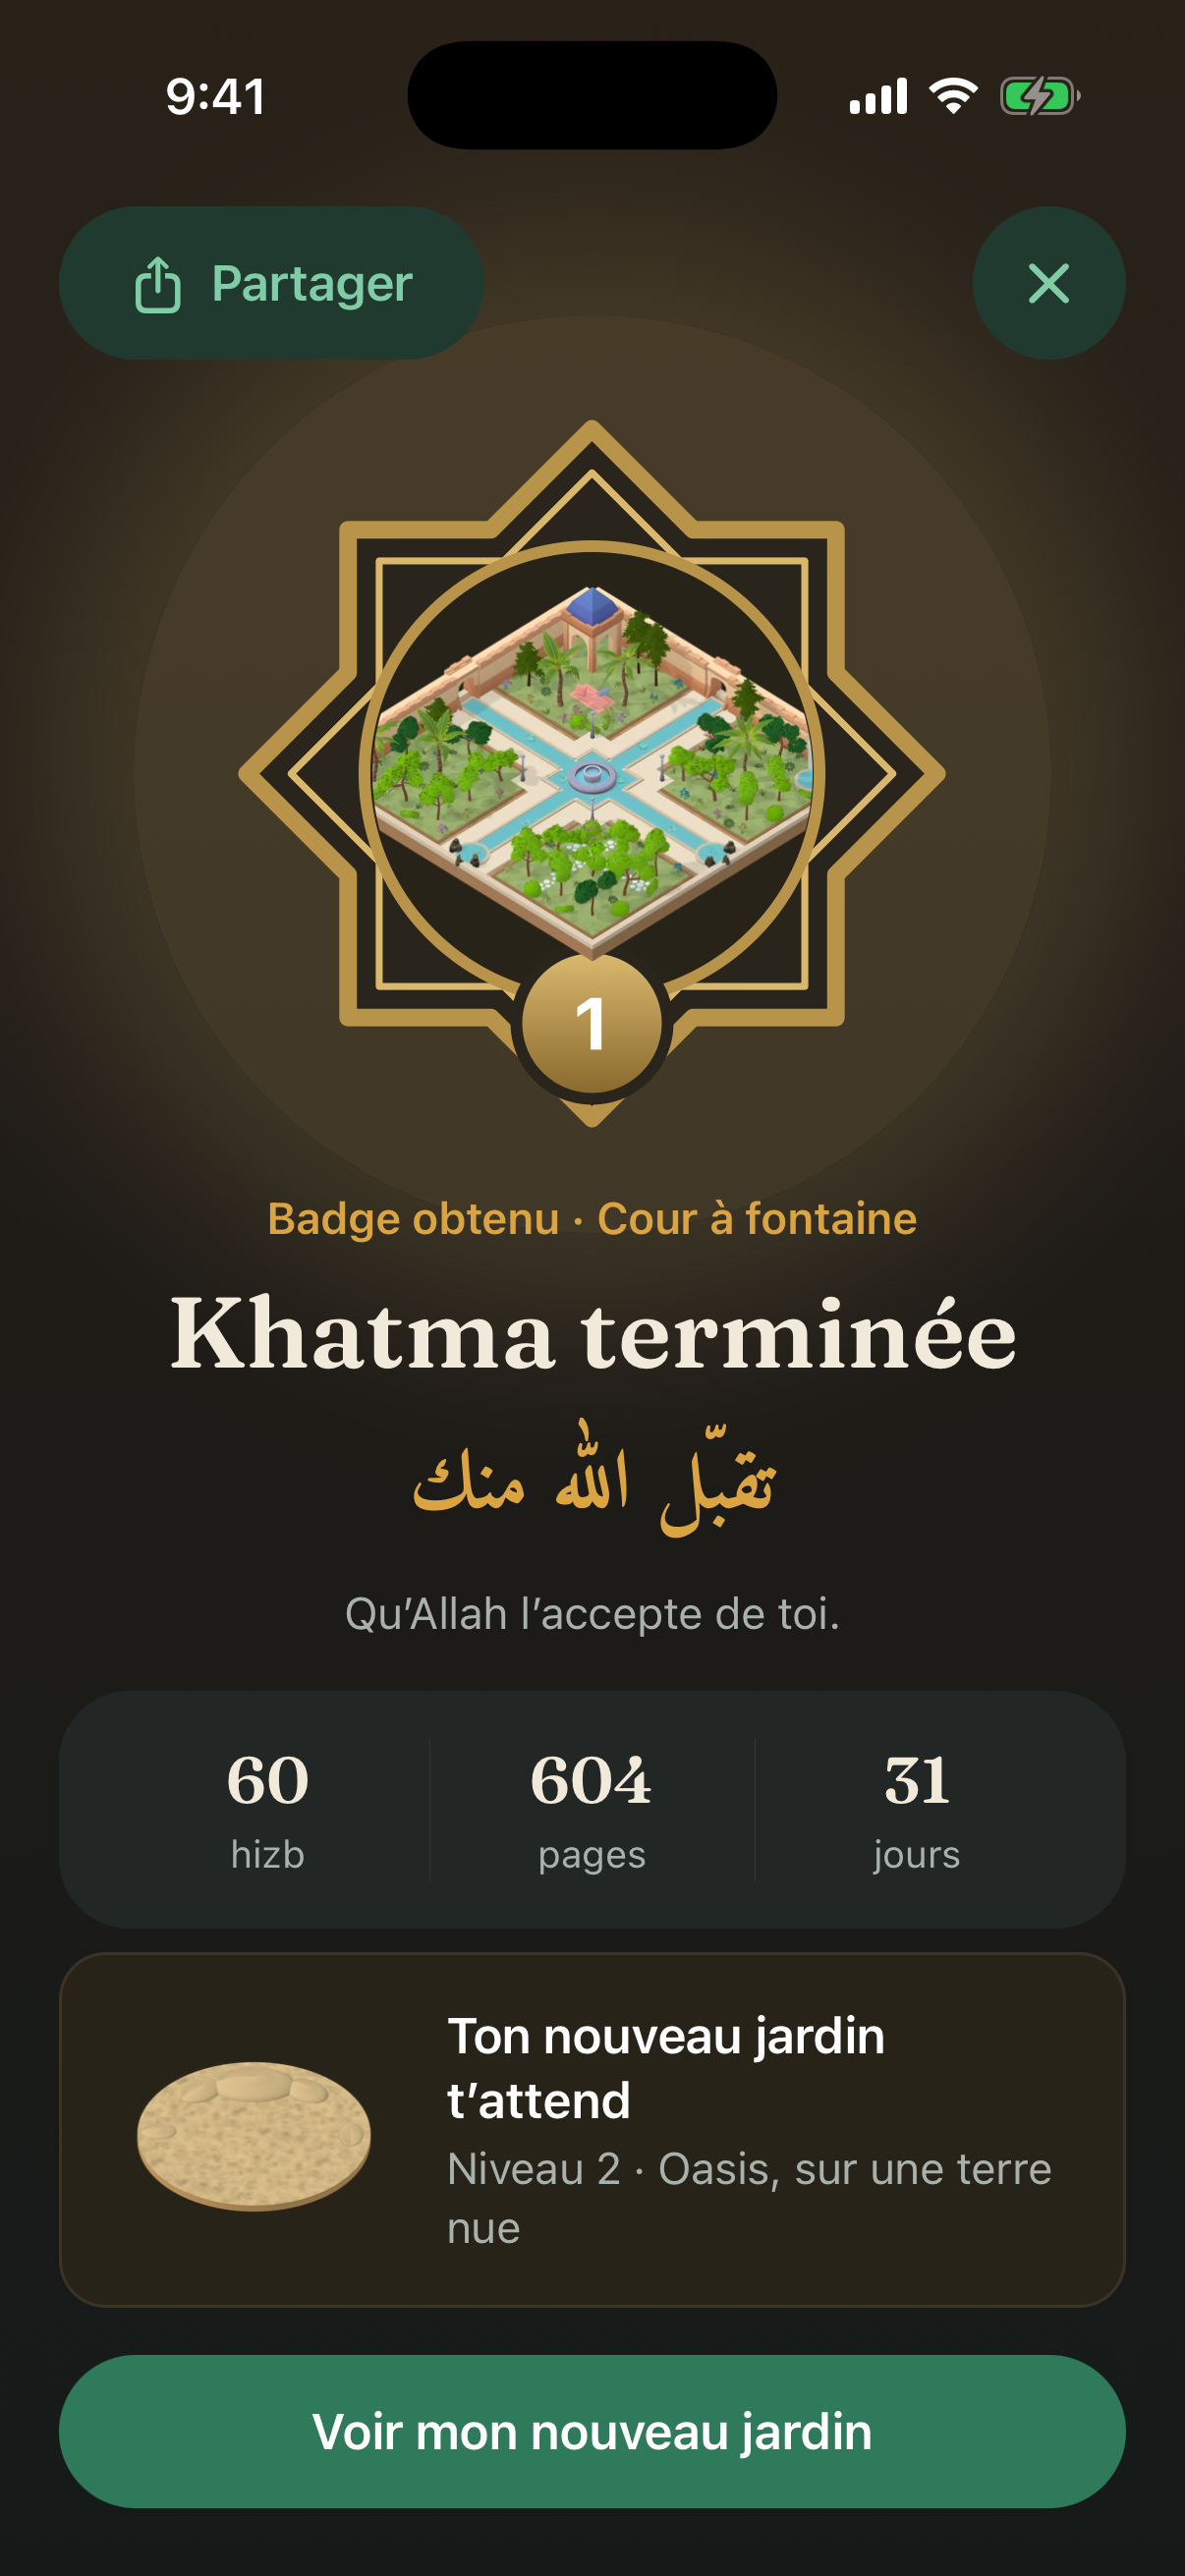 9:41
Partager
1
Badge obtenu · Cour à fontaine
Khatma terminée
تقبّل الله منك
Qu’Allah l’accepte de toi.
60
hizb
604
pages
31
jours
Ton nouveau jardin
t’attend
Niveau 2 · Oasis, sur une terre
nue
Voir mon nouveau jardin